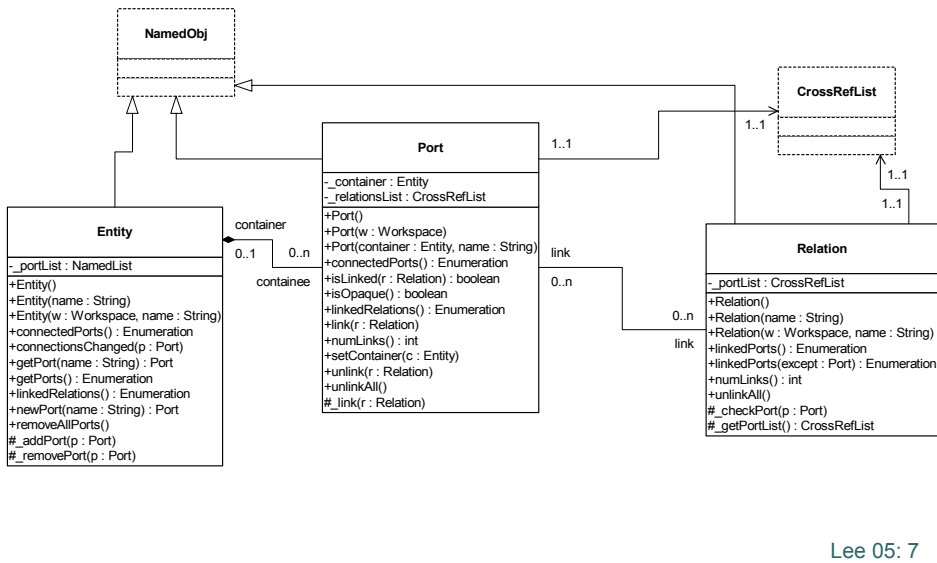 NamedObj
CrossRefList
1..1
1..1
1..1
1..1
Port
-_container : Entity
-_relationsList : CrossRefList
+Port()
+Port(w : Workspace)
+Port(container : Entity, name : String)
+connectedPorts() : Enumeration
+isLinked(r : Relation) : boolean
+isOpaque() : boolean
+linkedRelations() : Enumeration
+link(r : Relation)
+numLinks() : int
+setContainer(c : Entity)
+unlink(r : Relation)
+unlinkAll()
#_link(r : Relation)
Entity
-_portList : NamedList
+Entity()
+Entity(name : String)
+Entity(w : Workspace, name : String)
+connectedPorts() : Enumeration
+connectionsChanged(p : Port)
+getPort(name : String) : Port
+getPorts() : Enumeration
+linkedRelations() : Enumeration
+newPort(name : String) : Port
+removeAllPorts()
#_addPort(p : Port)
#_removePort(p : Port)
container
0..1
0..n
containee
link
0..n
0..n
link
Relation
-_portList : CrossRefList
+Relation()
+Relation(name : String)
+Relation(w : Workspace, name : String)
+linkedPorts() : Enumeration
+linkedPorts(except : Port) : Enumeration
+numLinks() : int
+unlinkAll()
#_checkPort(p : Port)
#_getPortList() : CrossRefList
Lee 05: 7